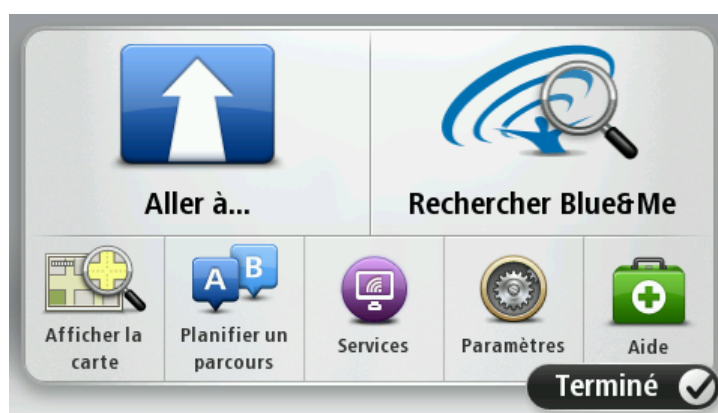 Aller à...
Rechercher Blue&Me
A
B
Afficher la
carte
Planifier un
parcours
Services
Paramètres
Aide
Terminé